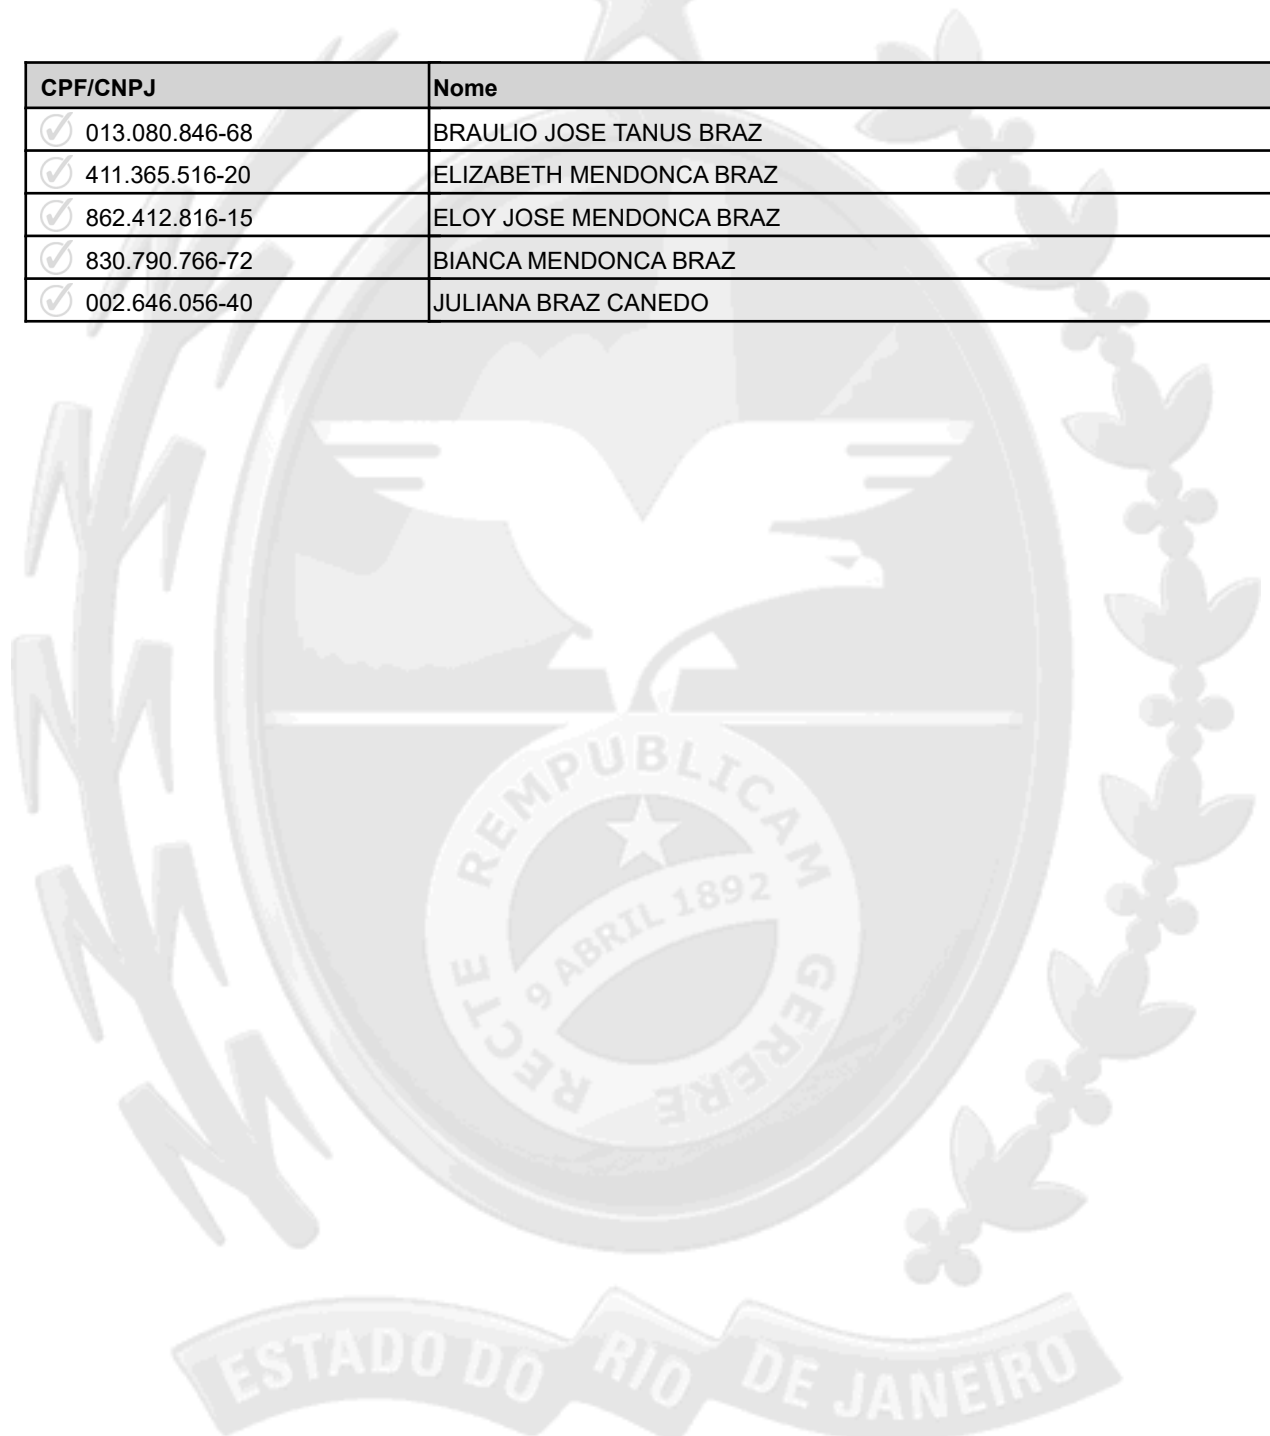 CPF/CNPJ Nome
013.080.846-68 BRAULIO JOSE TANUS BRAZ
411.365.516-20 ELIZABETH MENDONCA BRAZ
862.412.816-15 ELOY JOSE MENDONCA BRAZ
830.790.766-72 BIANCA MENDONCA BRAZ
002.646.056-40 JULIANA BRAZ CANEDO
RECTE REMPUBLICAM GERERE
9 ABRIL 1892
ESTADO DO RIO DE JANEIRO